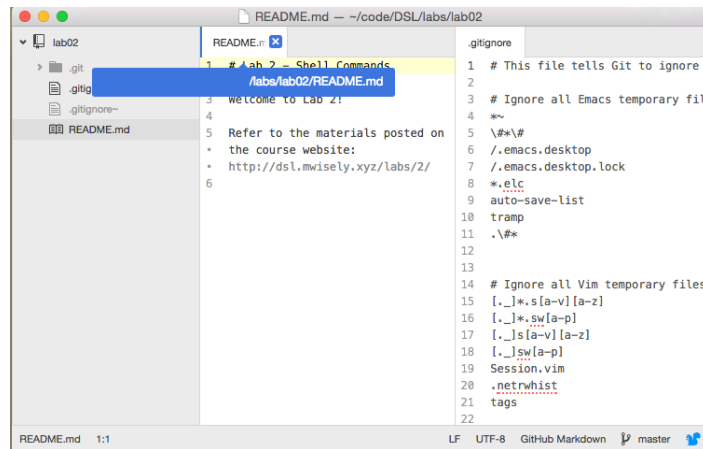 README.md — ~/code/DSL/labs/lab02
lab02
.git
.gitig
.gitignore~
README.md
README.m
1 # Lab 2 – Shell Commands
/labs/lab02/README.md
3 Welcome to Lab 2!
4
5 Refer to the materials posted on
• the course website:
• http://dsl.mwisely.xyz/labs/2/
6
.gitignore
1 # This file tells Git to ignore
2
3 # Ignore all Emacs temporary fil
4 *~
5 \#*\#
6 /.emacs.desktop
7 /.emacs.desktop.lock
8 *.elc
9 auto-save-list
10 tramp
11 .\#*
12
13
14 # Ignore all Vim temporary files
15 [._]*.s[a-v][a-z]
16 [._]*.sw[a-p]
17 [._]s[a-v][a-z]
18 [._]sw[a-p]
19 Session.vim
20 .netrwhist
21 tags
22
README.md 1:1
LF UTF-8 GitHub Markdown master